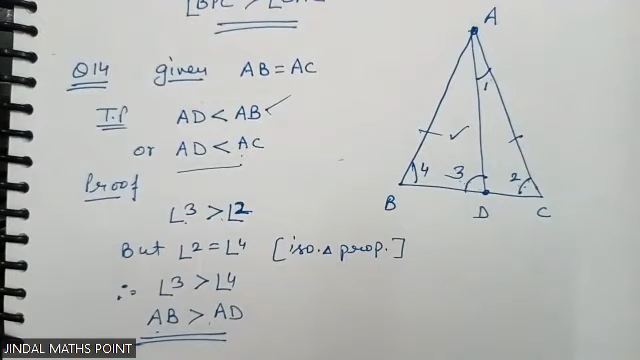 ∠BPC > ∠
Q14 given AB = AC
T.P AD < AB ✓
or AD < AC
Proof
∠3 > ∠2
But ∠2 = ∠4 [iso. Δ prop.]
∴ ∠3 > ∠4
AB > AD
A
1
4 3 2
B D C
JINDAL MATHS POINT